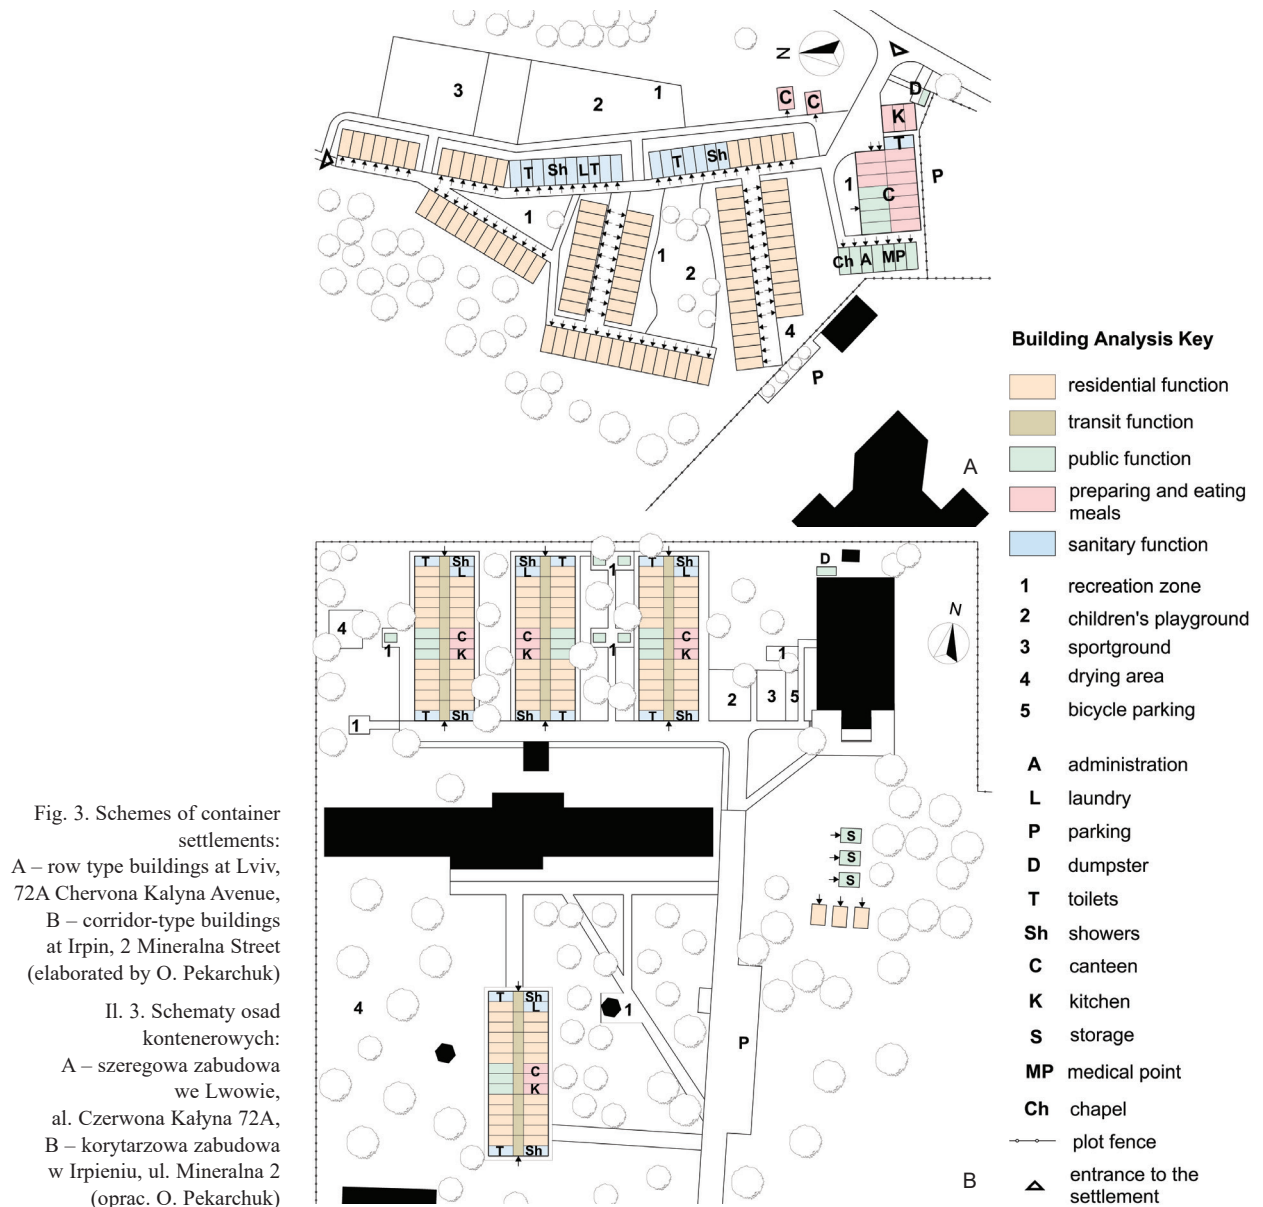 3
2
1
C
C
N
D
K
T
P
1
C
Ch A MP
T Sh L T
T Sh
1
1
2
4
P
A
Building Analysis Key
residential function
transit function
public function
preparing and eating
meals
sanitary function
1 recreation zone
2 children's playground
3 sportground
4 drying area
5 bicycle parking
A administration
L laundry
P parking
D dumpster
T toilets
Sh showers
C canteen
K kitchen
S storage
MP medical point
Ch chapel
plot fence
entrance to the
settlement
T Sh
L
C
K
T Sh
Sh T
L
C
K
Sh T
T Sh
L
C
K
T Sh
4
1
1
1
1
1
2
3
5
D
N
S
S
S
4
T Sh
L
C
K
T Sh
1
P
B
Fig. 3. Schemes of container
settlements:
A – row type buildings at Lviv,
72A Chervona Kalyna Avenue,
B – corridor-type buildings
at Irpin, 2 Mineralna Street
(elaborated by O. Pekarchuk)
Il. 3. Schematy osad
kontenerowych:
A – szeregowa zabudowa
we Lwowie,
al. Czerwona Kałyna 72A,
B – korytarzowa zabudowa
w Irpieniu, ul. Mineralna 2
(oprac. O. Pekarchuk)